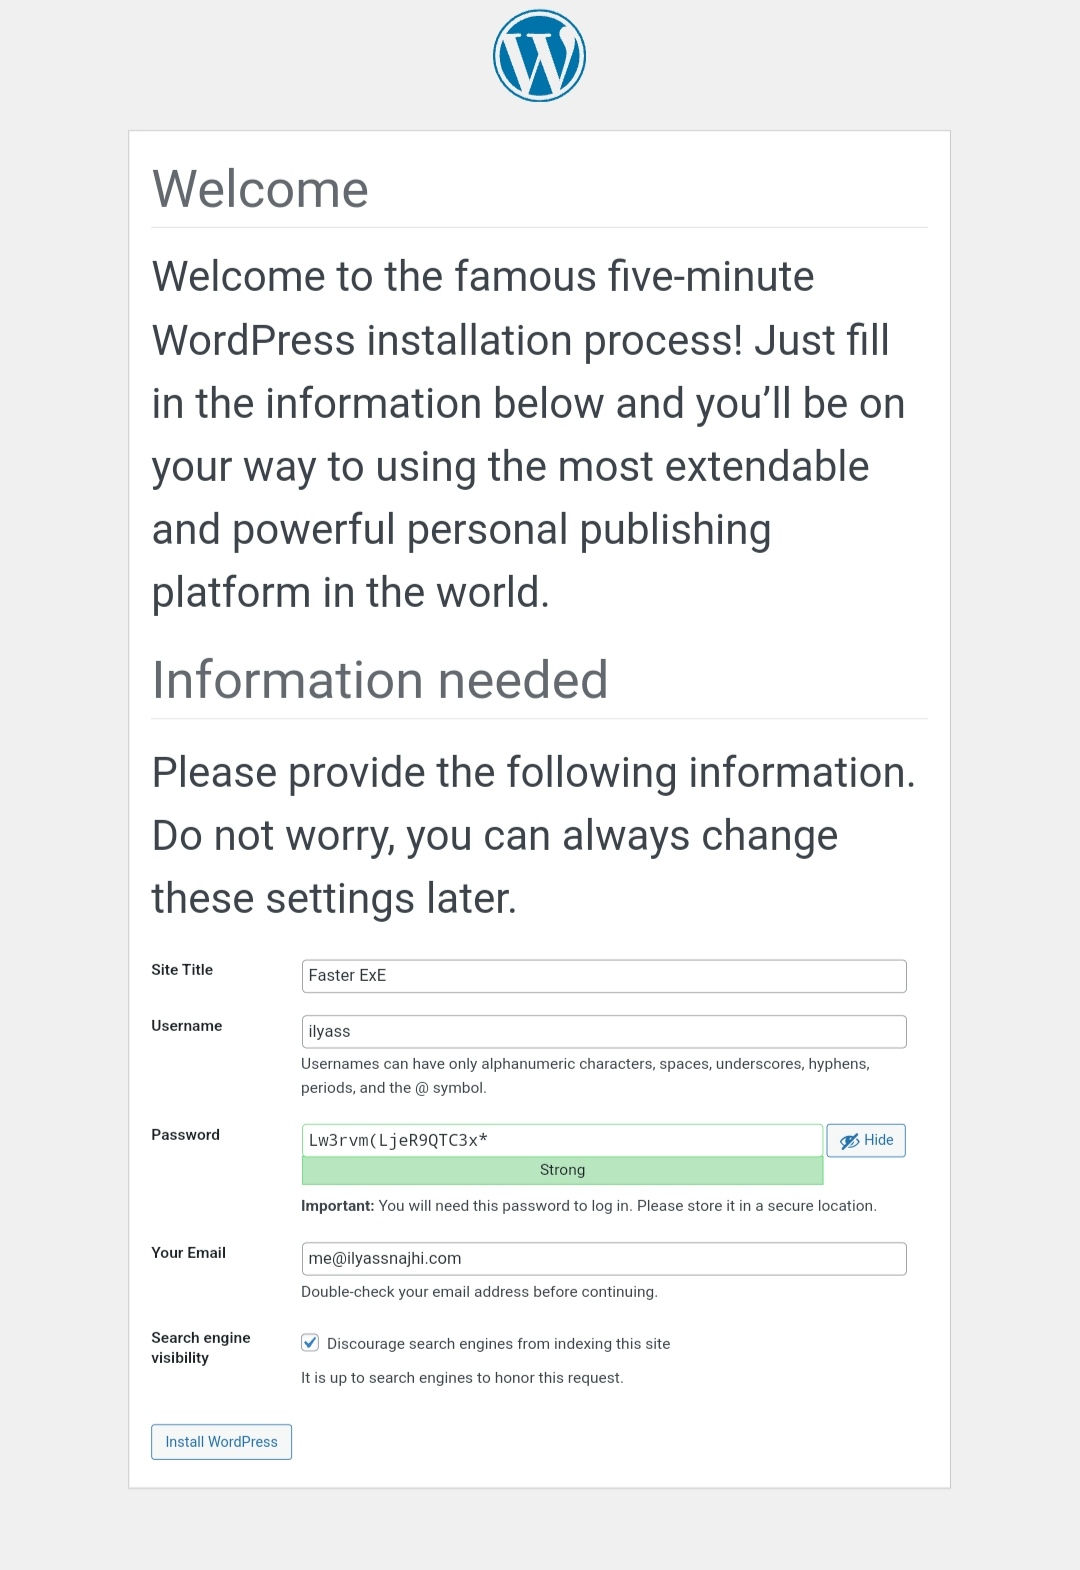 Welcome
Welcome to the famous five-minute
WordPress installation process! Just fill
in the information below and you’ll be on
your way to using the most extendable
and powerful personal publishing
platform in the world.
Information needed
Please provide the following information.
Do not worry, you can always change
these settings later.
Site Title
Faster ExE
Username
ilyass
Usernames can have only alphanumeric characters, spaces, underscores, hyphens,
periods, and the @ symbol.
Password
Lw3rvm(LjeR9QTC3x*
Hide
Strong
Important: You will need this password to log in. Please store it in a secure location.
Your Email
me@ilyassnajhi.com
Double-check your email address before continuing.
Search engine
visibility
Discourage search engines from indexing this site
It is up to search engines to honor this request.
Install WordPress